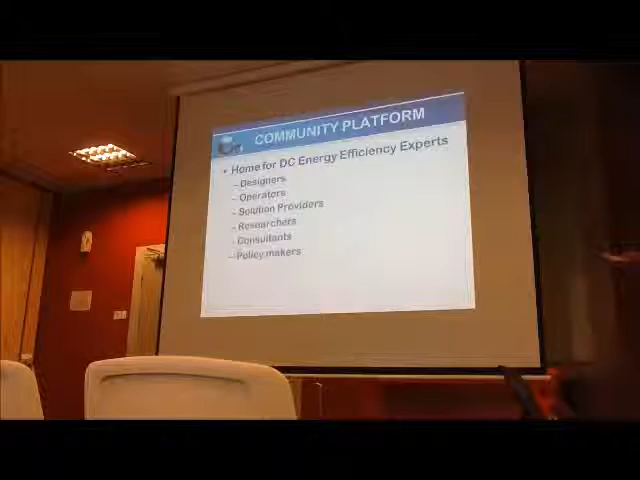 COMMUNITY PLATFORM
• Home for DC Energy Efficiency Experts
– Designers
– Operators
– Solution Providers
– Researchers
– Consultants
– Policy makers